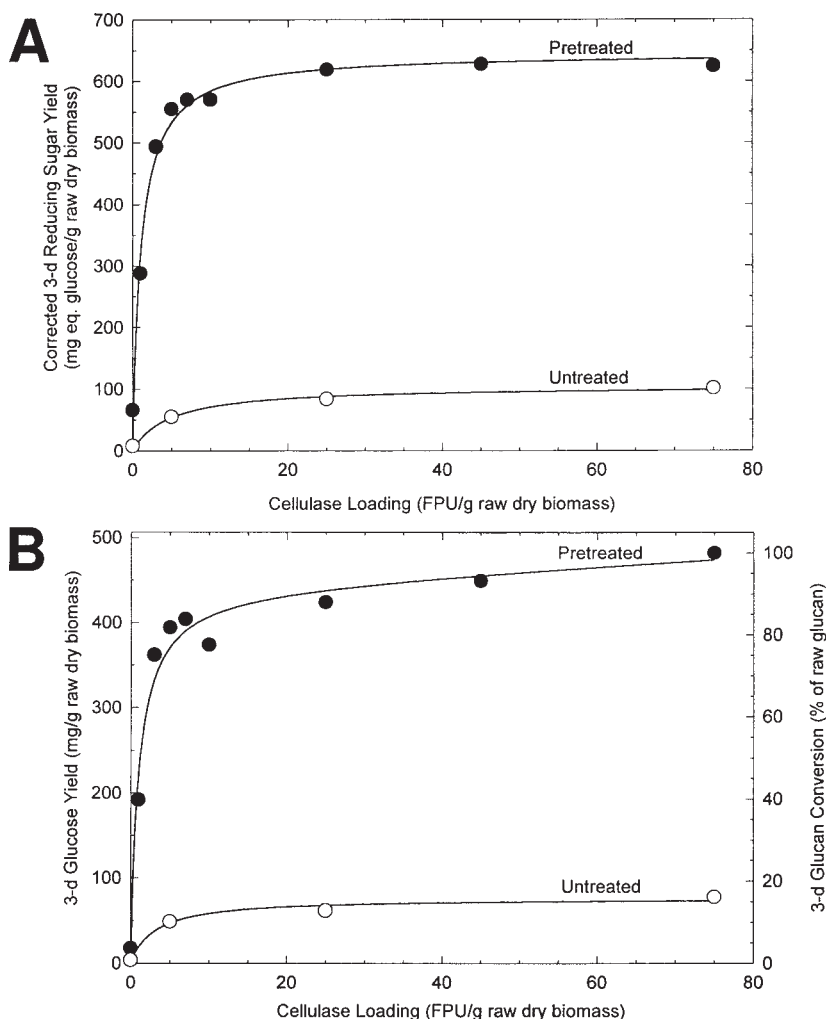 A
700
600
500
400
300
200
100
0
Corrected 3-d Reducing Sugar Yield
(mg eq. glucose/g raw dry biomass)
Pretreated
Untreated
0 20 40 60 80
Cellulase Loading (FPU/g raw dry biomass)
B
500
400
300
200
100
0
3-d Glucose Yield (mg/g raw dry biomass)
Pretreated
Untreated
100
80
60
40
20
0
3-d Glucan Conversion (% of raw glucan)
0 20 40 60 80
Cellulase Loading (FPU/g raw dry biomass)